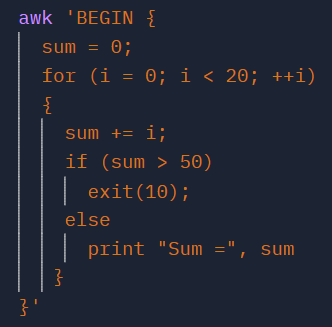 awk 'BEGIN {
sum = 0;
for (i = 0; i < 20; ++i)
{
sum += i;
if (sum > 50)
exit(10);
else
print "Sum =", sum
}
}'